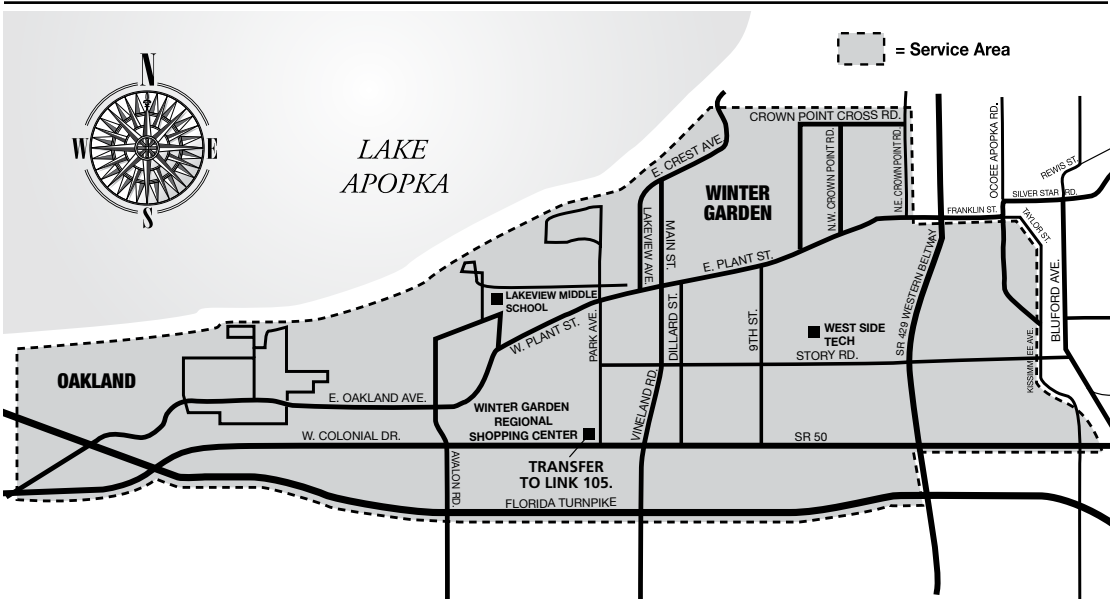 = Service Area
N
W
E
S
LAKE
APOPKA
CROWN POINT CROSS RD.
E. CREST AVE.
WINTER
GARDEN
N.W. CROWN POINT RD.
N.E. CROWN POINT RD.
OCOEE APOPKA RD.
REWIS ST.
SILVER STAR RD.
FRANKLIN ST.
TAYLOR ST.
LAKEVIEW AVE.
MAIN ST.
E. PLANT ST.
SR 429 WESTERN BELTWAY
BLUFORD AVE.
LAKEVIEW MIDDLE
SCHOOL
W. PLANT ST.
PARK AVE.
DILLARD ST.
9TH ST.
WEST SIDE
TECH
STORY RD.
KISSIMMEE AVE.
OAKLAND
E. OAKLAND AVE.
WINTER GARDEN
REGIONAL
SHOPPING CENTER
VINELAND RD.
W. COLONIAL DR.
SR 50
AVALON RD.
TRANSFER
TO LINK 105.
FLORIDA TURNPIKE